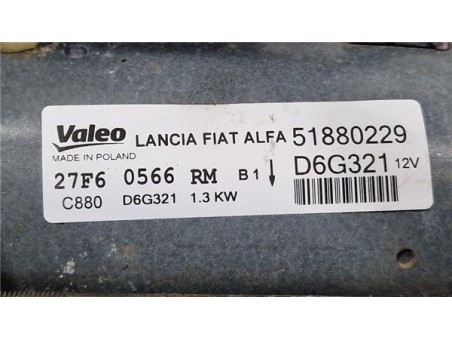 Valeo LANCIA FIAT ALFA 51880229
MADE IN POLAND D6G321 12V
27F6 0566 RM B1
C880 D6G321 1.3 KW